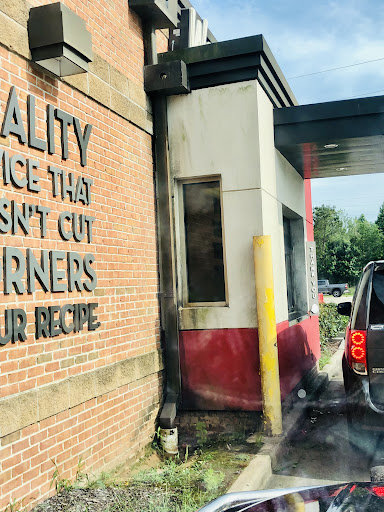 ALITY
ICE THAT
SN'T CUT
RNERS
UR RECIPE